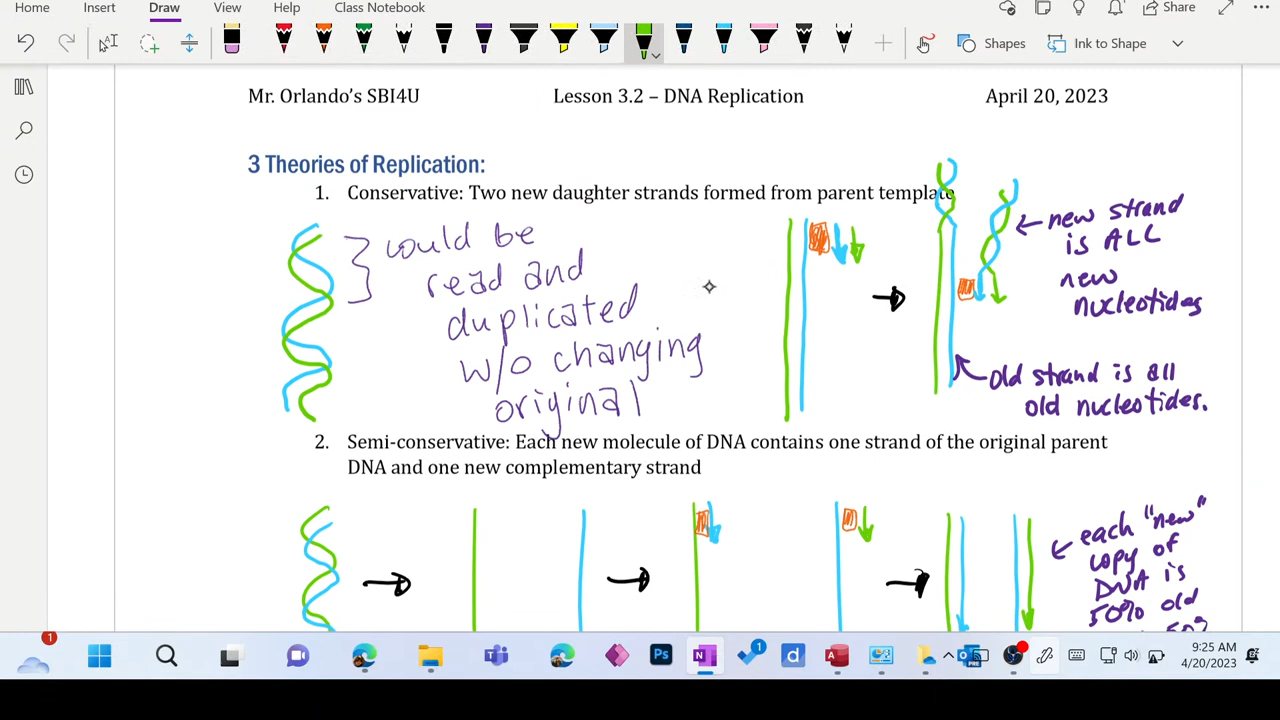 Home Insert Draw View Help Class Notebook Share
Shapes Ink to Shape
Mr. Orlando's SBI4U Lesson 3.2 – DNA Replication April 20, 2023
3 Theories of Replication:
1. Conservative: Two new daughter strands formed from parent template
could be
read and
duplicated
w/o changing
original
new strand
is ALL
new
nucleotides
old strand is all
old nucleotides.
2. Semi-conservative: Each new molecule of DNA contains one strand of the original parent
DNA and one new complementary strand
each "new"
copy of
DNA is
50% old
1
1
9:25 AM
4/20/2023